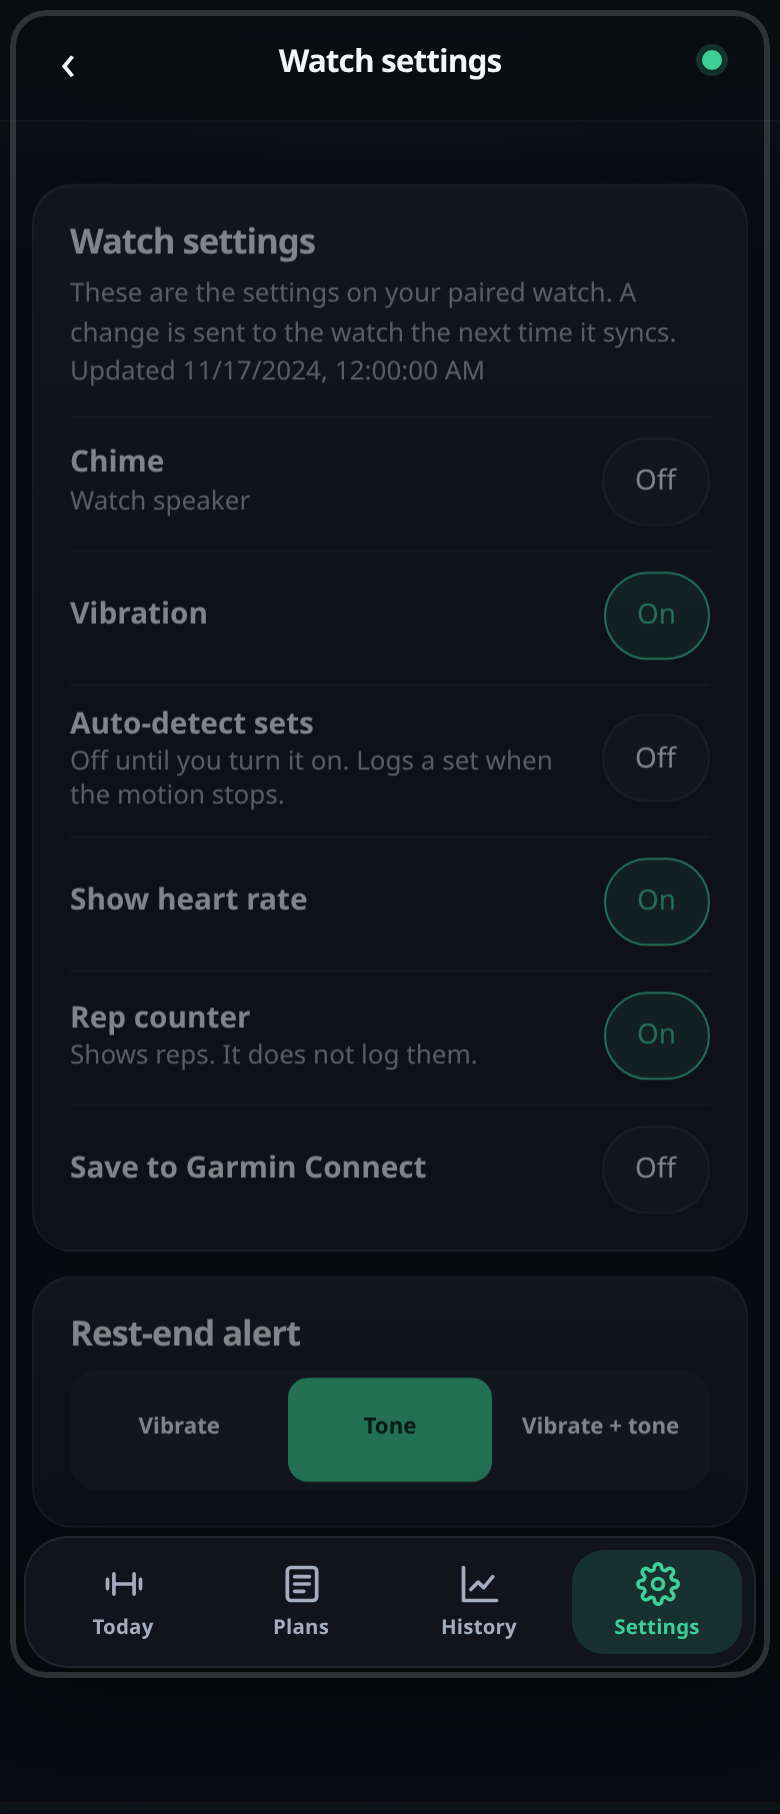 ‹ Watch settings
Watch settings
These are the settings on your paired watch. A
change is sent to the watch the next time it syncs.
Updated 11/17/2024, 12:00:00 AM
Chime
Watch speaker
Off
Vibration
On
Auto-detect sets
Off until you turn it on. Logs a set when
the motion stops.
Off
Show heart rate
On
Rep counter
Shows reps. It does not log them.
On
Save to Garmin Connect
Off
Rest-end alert
Vibrate Tone Vibrate + tone
Today Plans History Settings